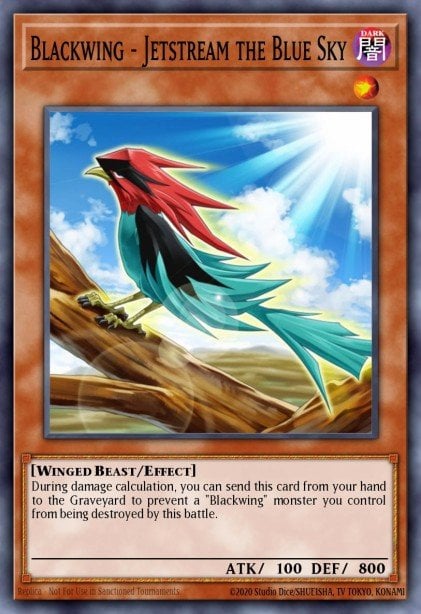 BLACKWING - JETSTREAM THE BLUE SKY
DARK
闇
[WINGED BEAST/EFFECT]
During damage calculation, you can send this card from your hand
to the Graveyard to prevent a "Blackwing" monster you control
from being destroyed by this battle.
ATK/ 100 DEF/ 800
Replica - Not For Use in Sanctioned Tournaments
©2020 Studio Dice/SHUEISHA, TV TOKYO, KONAMI